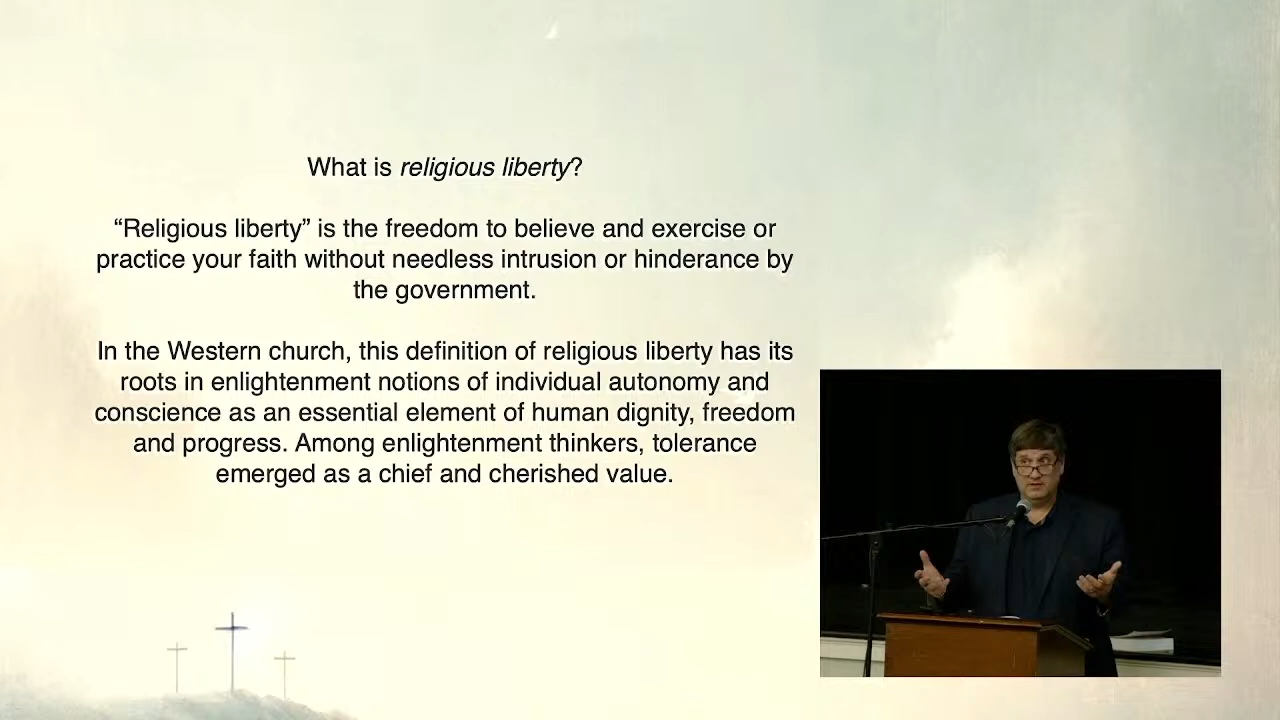 What is religious liberty?
“Religious liberty” is the freedom to believe and exercise or
practice your faith without needless intrusion or hinderance by
the government.
In the Western church, this definition of religious liberty has its
roots in enlightenment notions of individual autonomy and
conscience as an essential element of human dignity, freedom
and progress. Among enlightenment thinkers, tolerance
emerged as a chief and cherished value.